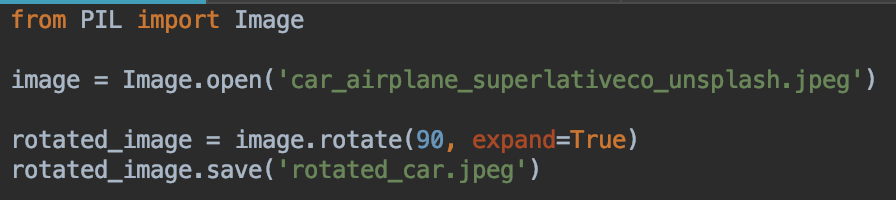 from PIL import Image
image = Image.open('car_airplane_superlativeco_unsplash.jpeg')
rotated_image = image.rotate(90, expand=True)
rotated_image.save('rotated_car.jpeg')